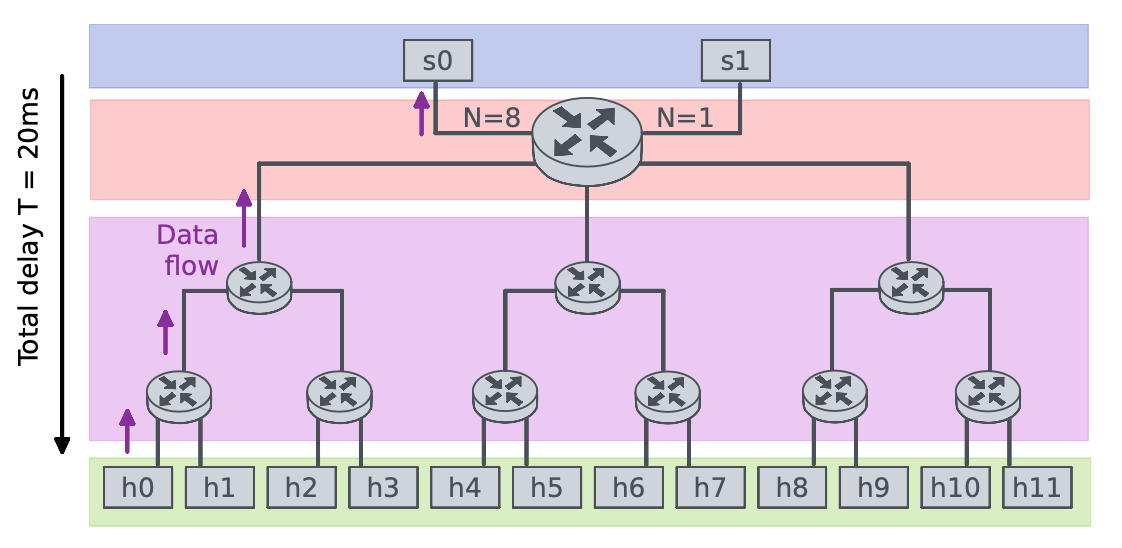 s0
s1
N=8
N=1
Total delay T = 20ms
Data
flow
h0
h1
h2
h3
h4
h5
h6
h7
h8
h9
h10
h11